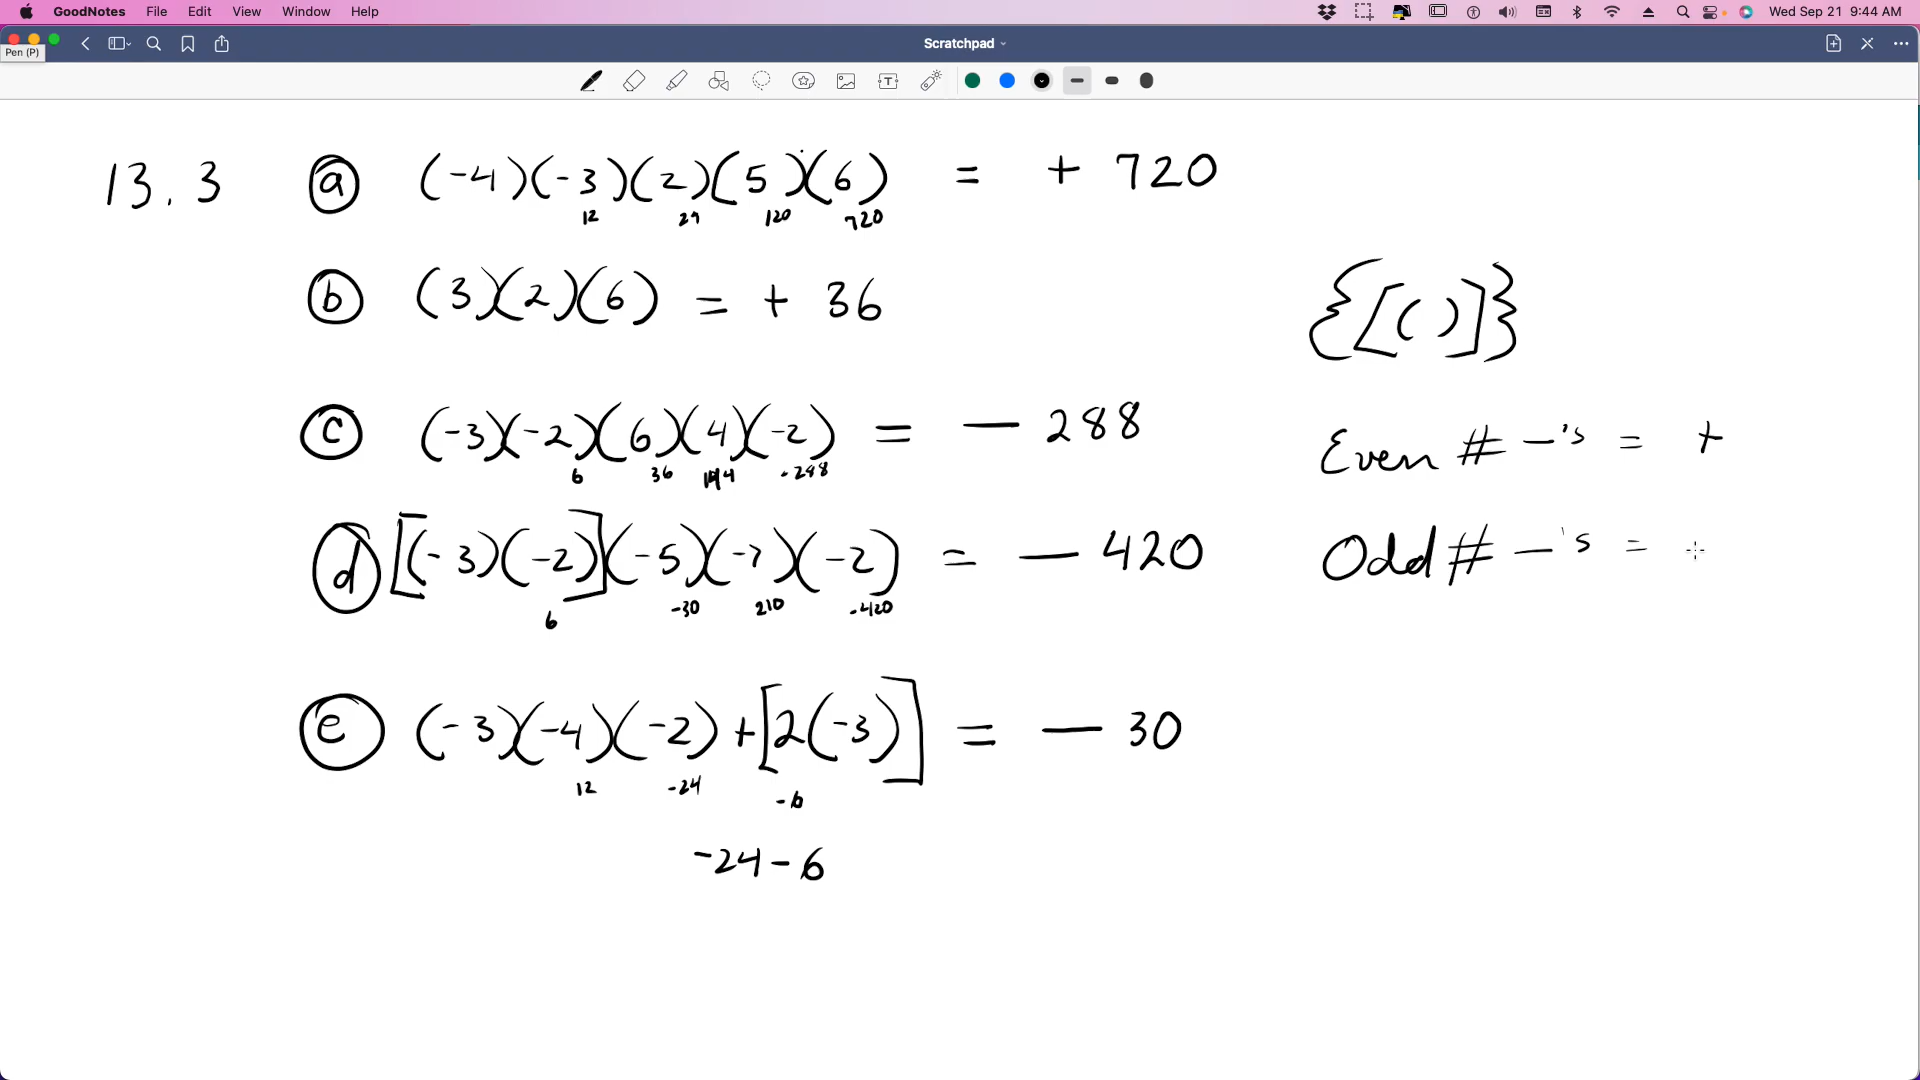 GoodNotes File Edit View Window Help Wed Sep 21 9:44 AM
Pen (P)
Scratchpad
13.3 a (-4)(-3)(2)(5)(6) = + 720
12 24 120 720
b (3)(2)(6) = + 36
{[()]}
c (-3)(-2)(6)(4)(-2) = - 288
6 36 144 -288
Even # -'s = +
d [(-3)(-2)](-5)(-7)(-2) = - 420
6 -30 210 -420
Odd # -'s =
e (-3)(-4)(-2) + [2(-3)] = - 30
12 -24 -6
-24-6